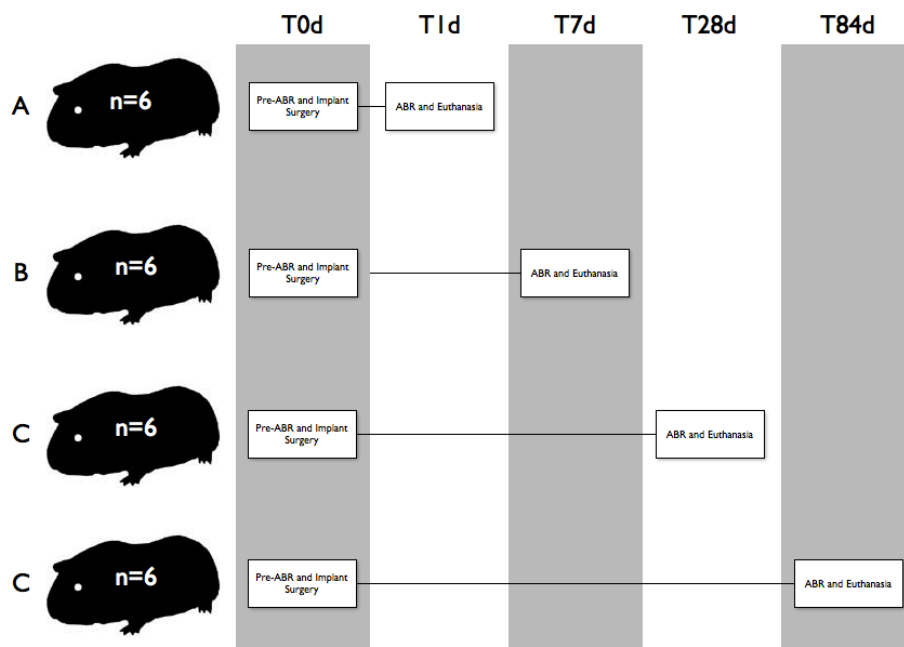 T0d T1d T7d T28d T84d
A n=6 Pre-ABR and Implant
Surgery
ABR and Euthanasia
B n=6 Pre-ABR and Implant
Surgery
ABR and Euthanasia
C n=6 Pre-ABR and Implant
Surgery
ABR and Euthanasia
C n=6 Pre-ABR and Implant
Surgery
ABR and Euthanasia